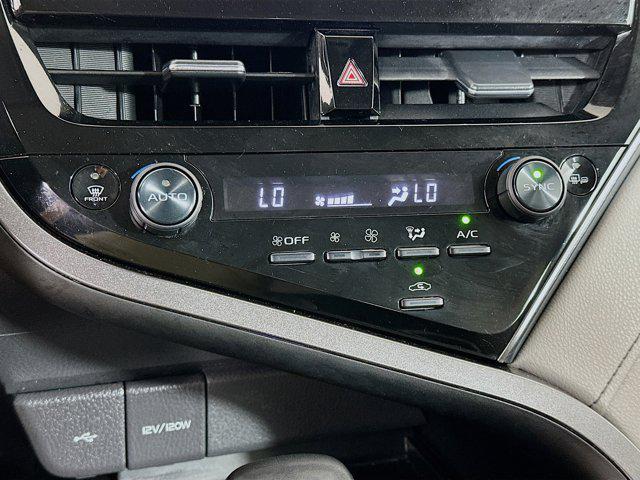 FRONT
AUTO
LO LO
SYNC
OFF
A/C
12V/120W